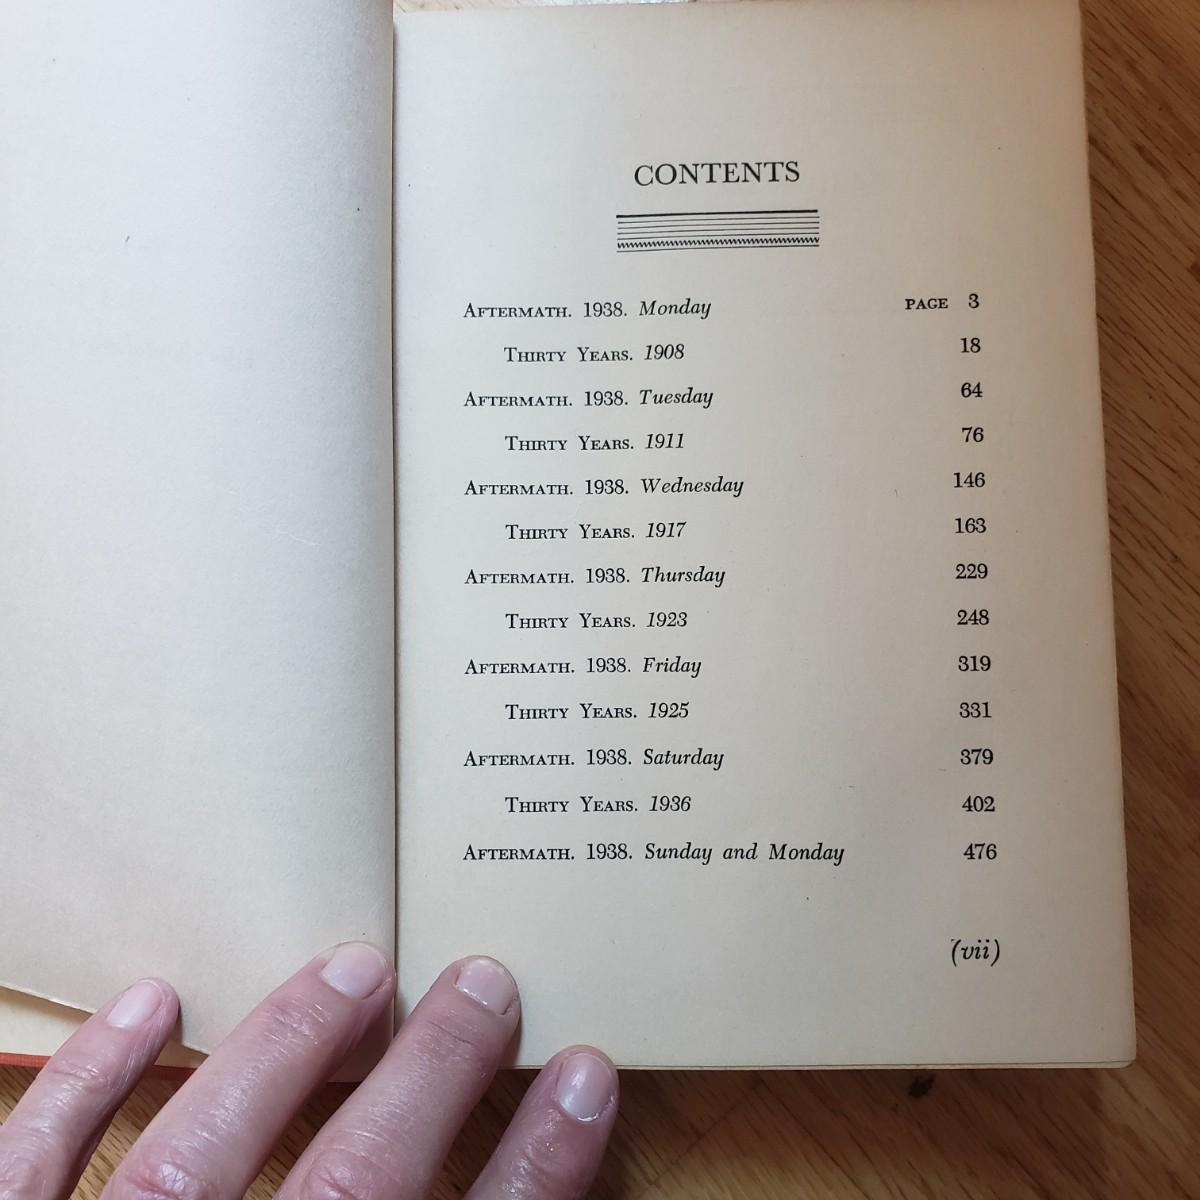 CONTENTS
AFTERMATH. 1938. Monday PAGE 3
THIRTY YEARS. 1908 18
AFTERMATH. 1938. Tuesday 64
THIRTY YEARS. 1911 76
AFTERMATH. 1938. Wednesday 146
THIRTY YEARS. 1917 163
AFTERMATH. 1938. Thursday 229
THIRTY YEARS. 1923 248
AFTERMATH. 1938. Friday 319
THIRTY YEARS. 1925 331
AFTERMATH. 1938. Saturday 379
THIRTY YEARS. 1936 402
AFTERMATH. 1938. Sunday and Monday 476
(vii)